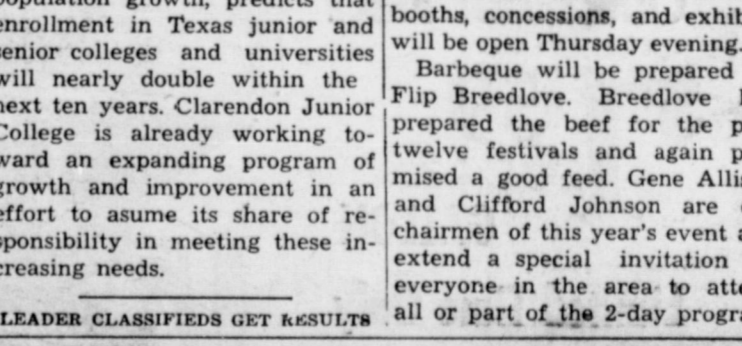 population growth, predicts that
enrollment in Texas junior and
senior colleges and universities
will nearly double within the
next ten years. Clarendon Junior
College is already working to-
ward an expanding program of
growth and improvement in an
effort to asume its share of re-
sponsibility in meeting these in-
creasing needs.
LEADER CLASSIFIEDS GET RESULTS
booths, concessions, and exhib
will be open Thursday evening.
Barbeque will be prepared
Flip Breedlove. Breedlove
prepared the beef for the p
twelve festivals and again p
mised a good feed. Gene Alli
and Clifford Johnson are
chairmen of this year's event a
extend a special invitation
everyone in the area to atte
all or part of the 2-day progra